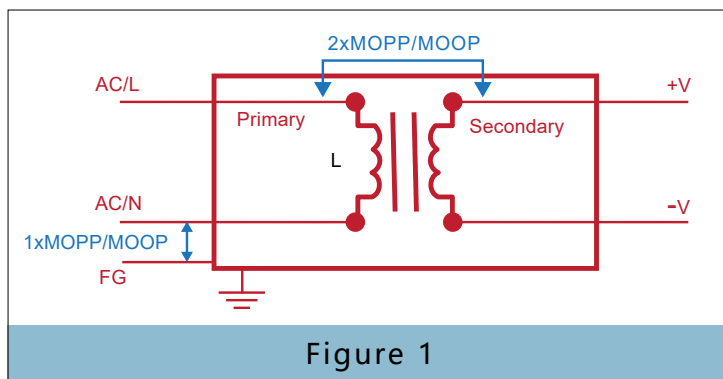 2xMOPP/MOOP
AC/L
+V
Primary
Secondary
L
AC/N
-V
1xMOPP/MOOP
FG
Figure 1